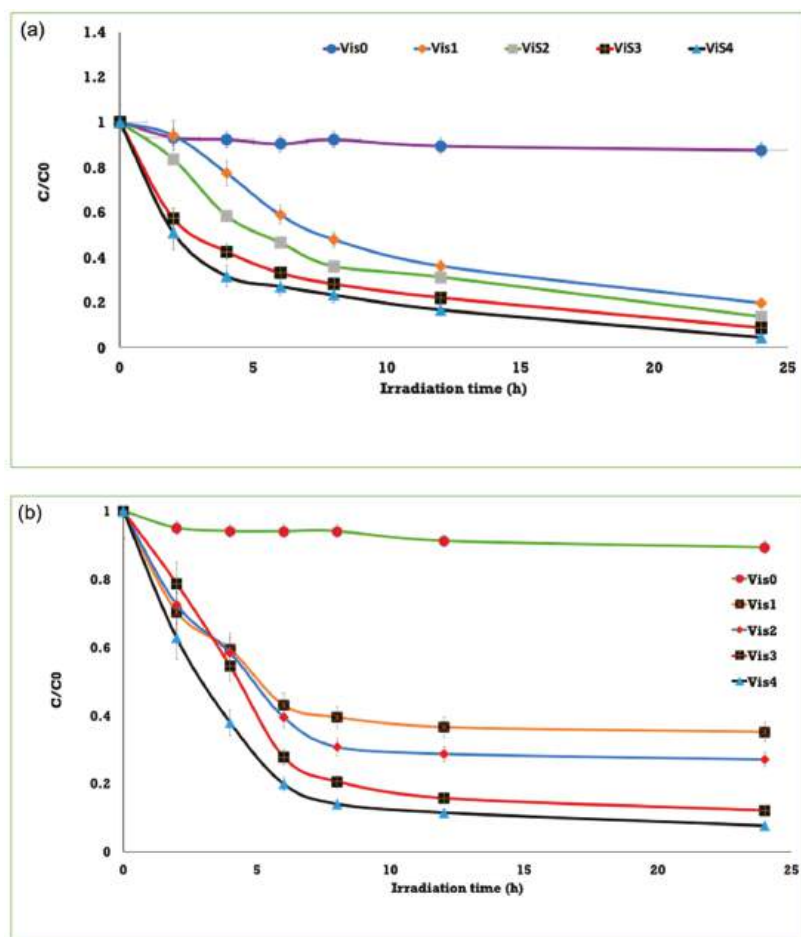 (a)
Vis0 Vis1 ViS2 ViS3 ViS4
1.4
1.2
1
0.8
0.6
0.4
0.2
0
C/C0
0 5 10 15 20 25
Irradiation time (h)
(b)
1
0.8
0.6
0.4
0.2
0
C/C0
Vis0
Vis1
Vis2
Vis3
Vis4
0 5 10 15 20 25
Irradiation time (h)